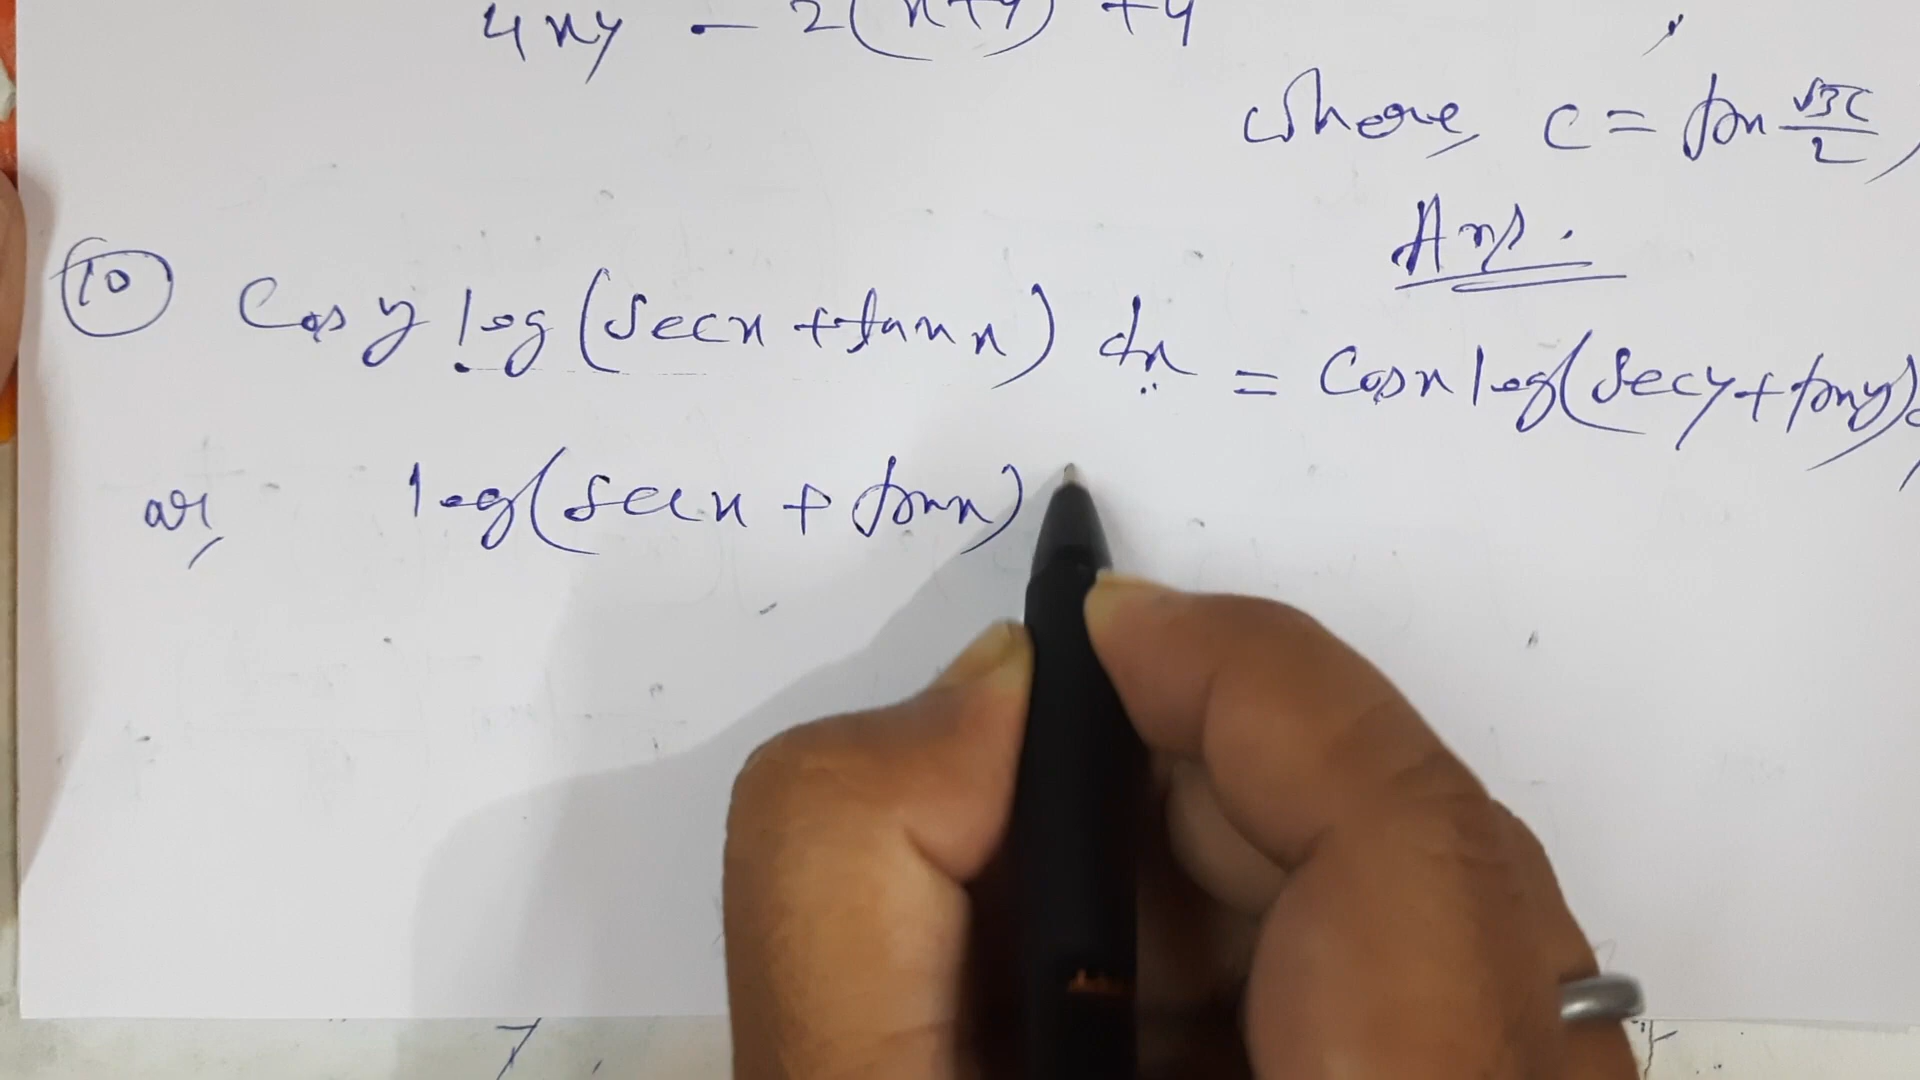 4xy - 2(x+y) + 4
where, c = tan √3c/2
Ans.
(10) Cos y log (Sec x + tan x) dx = Cos x log (Sec y + tan y)
or, log (Sec x + tan x)